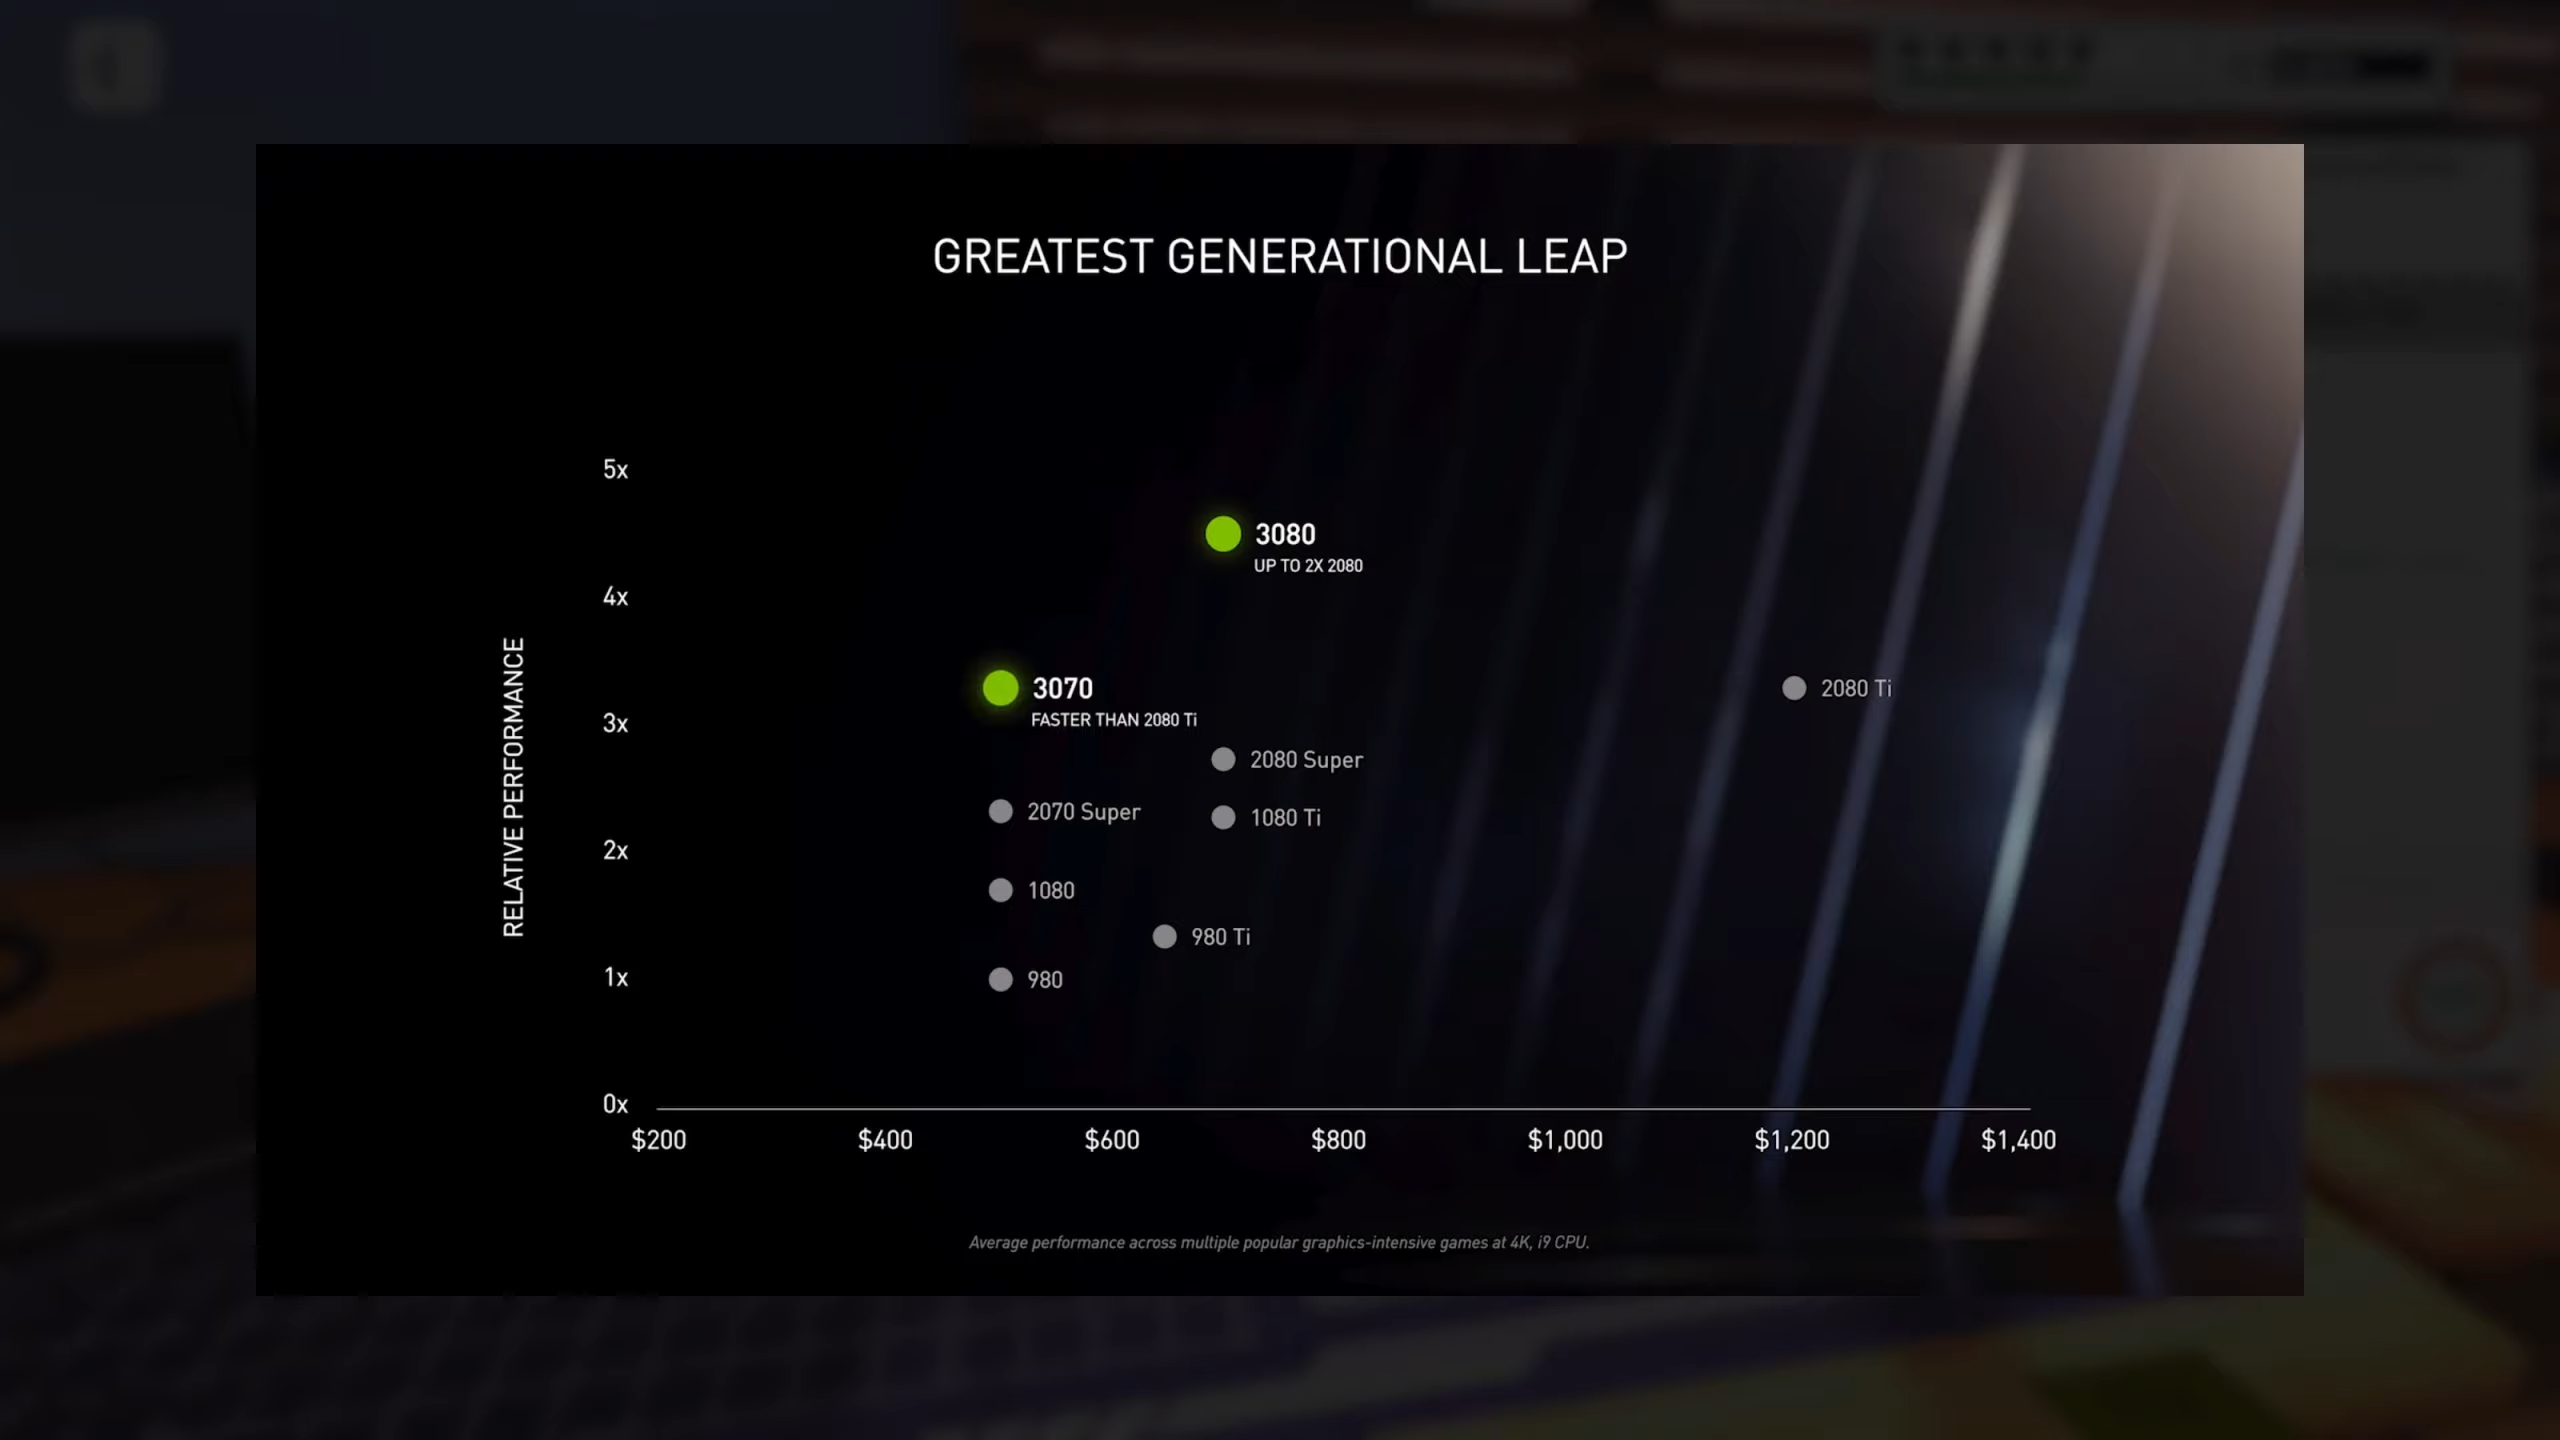 GREATEST GENERATIONAL LEAP
5x
3080
UP TO 2X 2080
4x
3070
FASTER THAN 2080 Ti
2080 Ti
3x
2080 Super
2070 Super
1080 Ti
2x
1080
980 Ti
1x
980
0x
RELATIVE PERFORMANCE
$200 $400 $600 $800 $1,000 $1,200 $1,400
Average performance across multiple popular graphics-intensive games at 4K, i9 CPU.